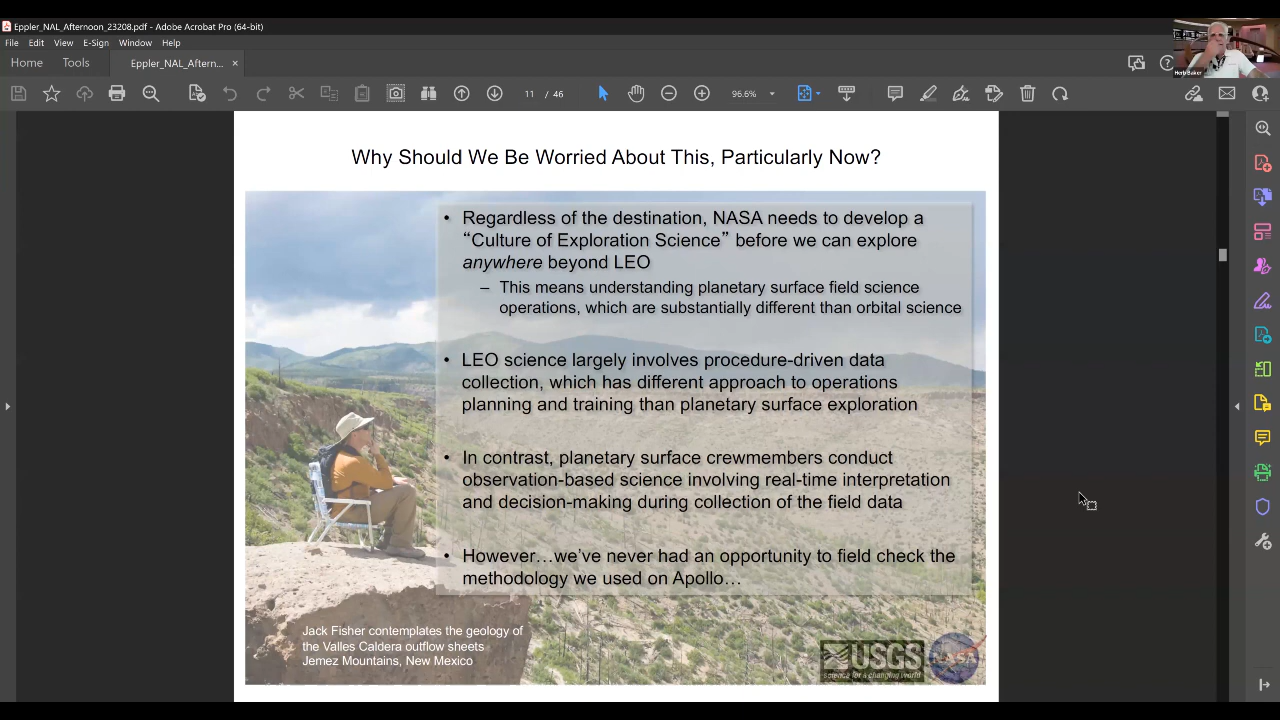 Eppler_NAL_Afternoon_23208.pdf - Adobe Acrobat Pro (64-bit)
File Edit View E-Sign Window Help
Home Tools Eppler_NAL_Aftern... ×
11 / 46 96.6%
Herb Baker
Why Should We Be Worried About This, Particularly Now?
• Regardless of the destination, NASA needs to develop a
“Culture of Exploration Science” before we can explore
anywhere beyond LEO
– This means understanding planetary surface field science
operations, which are substantially different than orbital science
• LEO science largely involves procedure-driven data
collection, which has different approach to operations
planning and training than planetary surface exploration
• In contrast, planetary surface crewmembers conduct
observation-based science involving real-time interpretation
and decision-making during collection of the field data
• However…we’ve never had an opportunity to field check the
methodology we used on Apollo…
Jack Fisher contemplates the geology of
the Valles Caldera outflow sheets
Jemez Mountains, New Mexico
USGS
science for a changing world
NASA